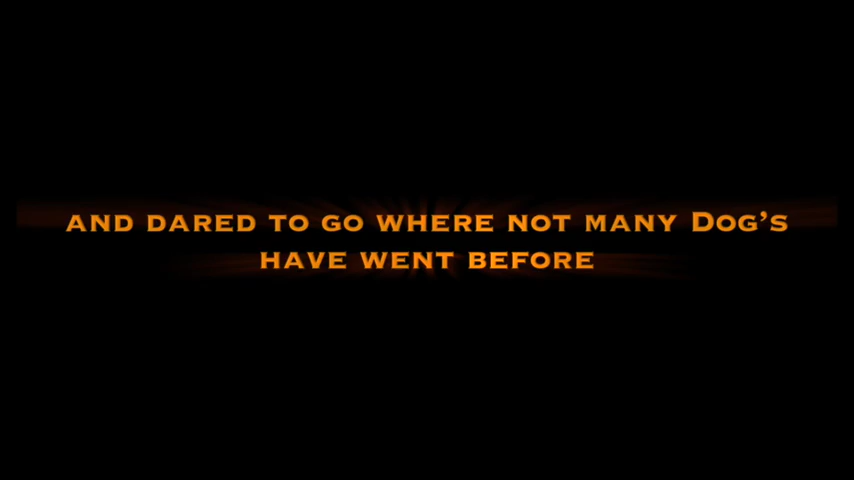 AND DARED TO GO WHERE NOT MANY DOG’S
HAVE WENT BEFORE